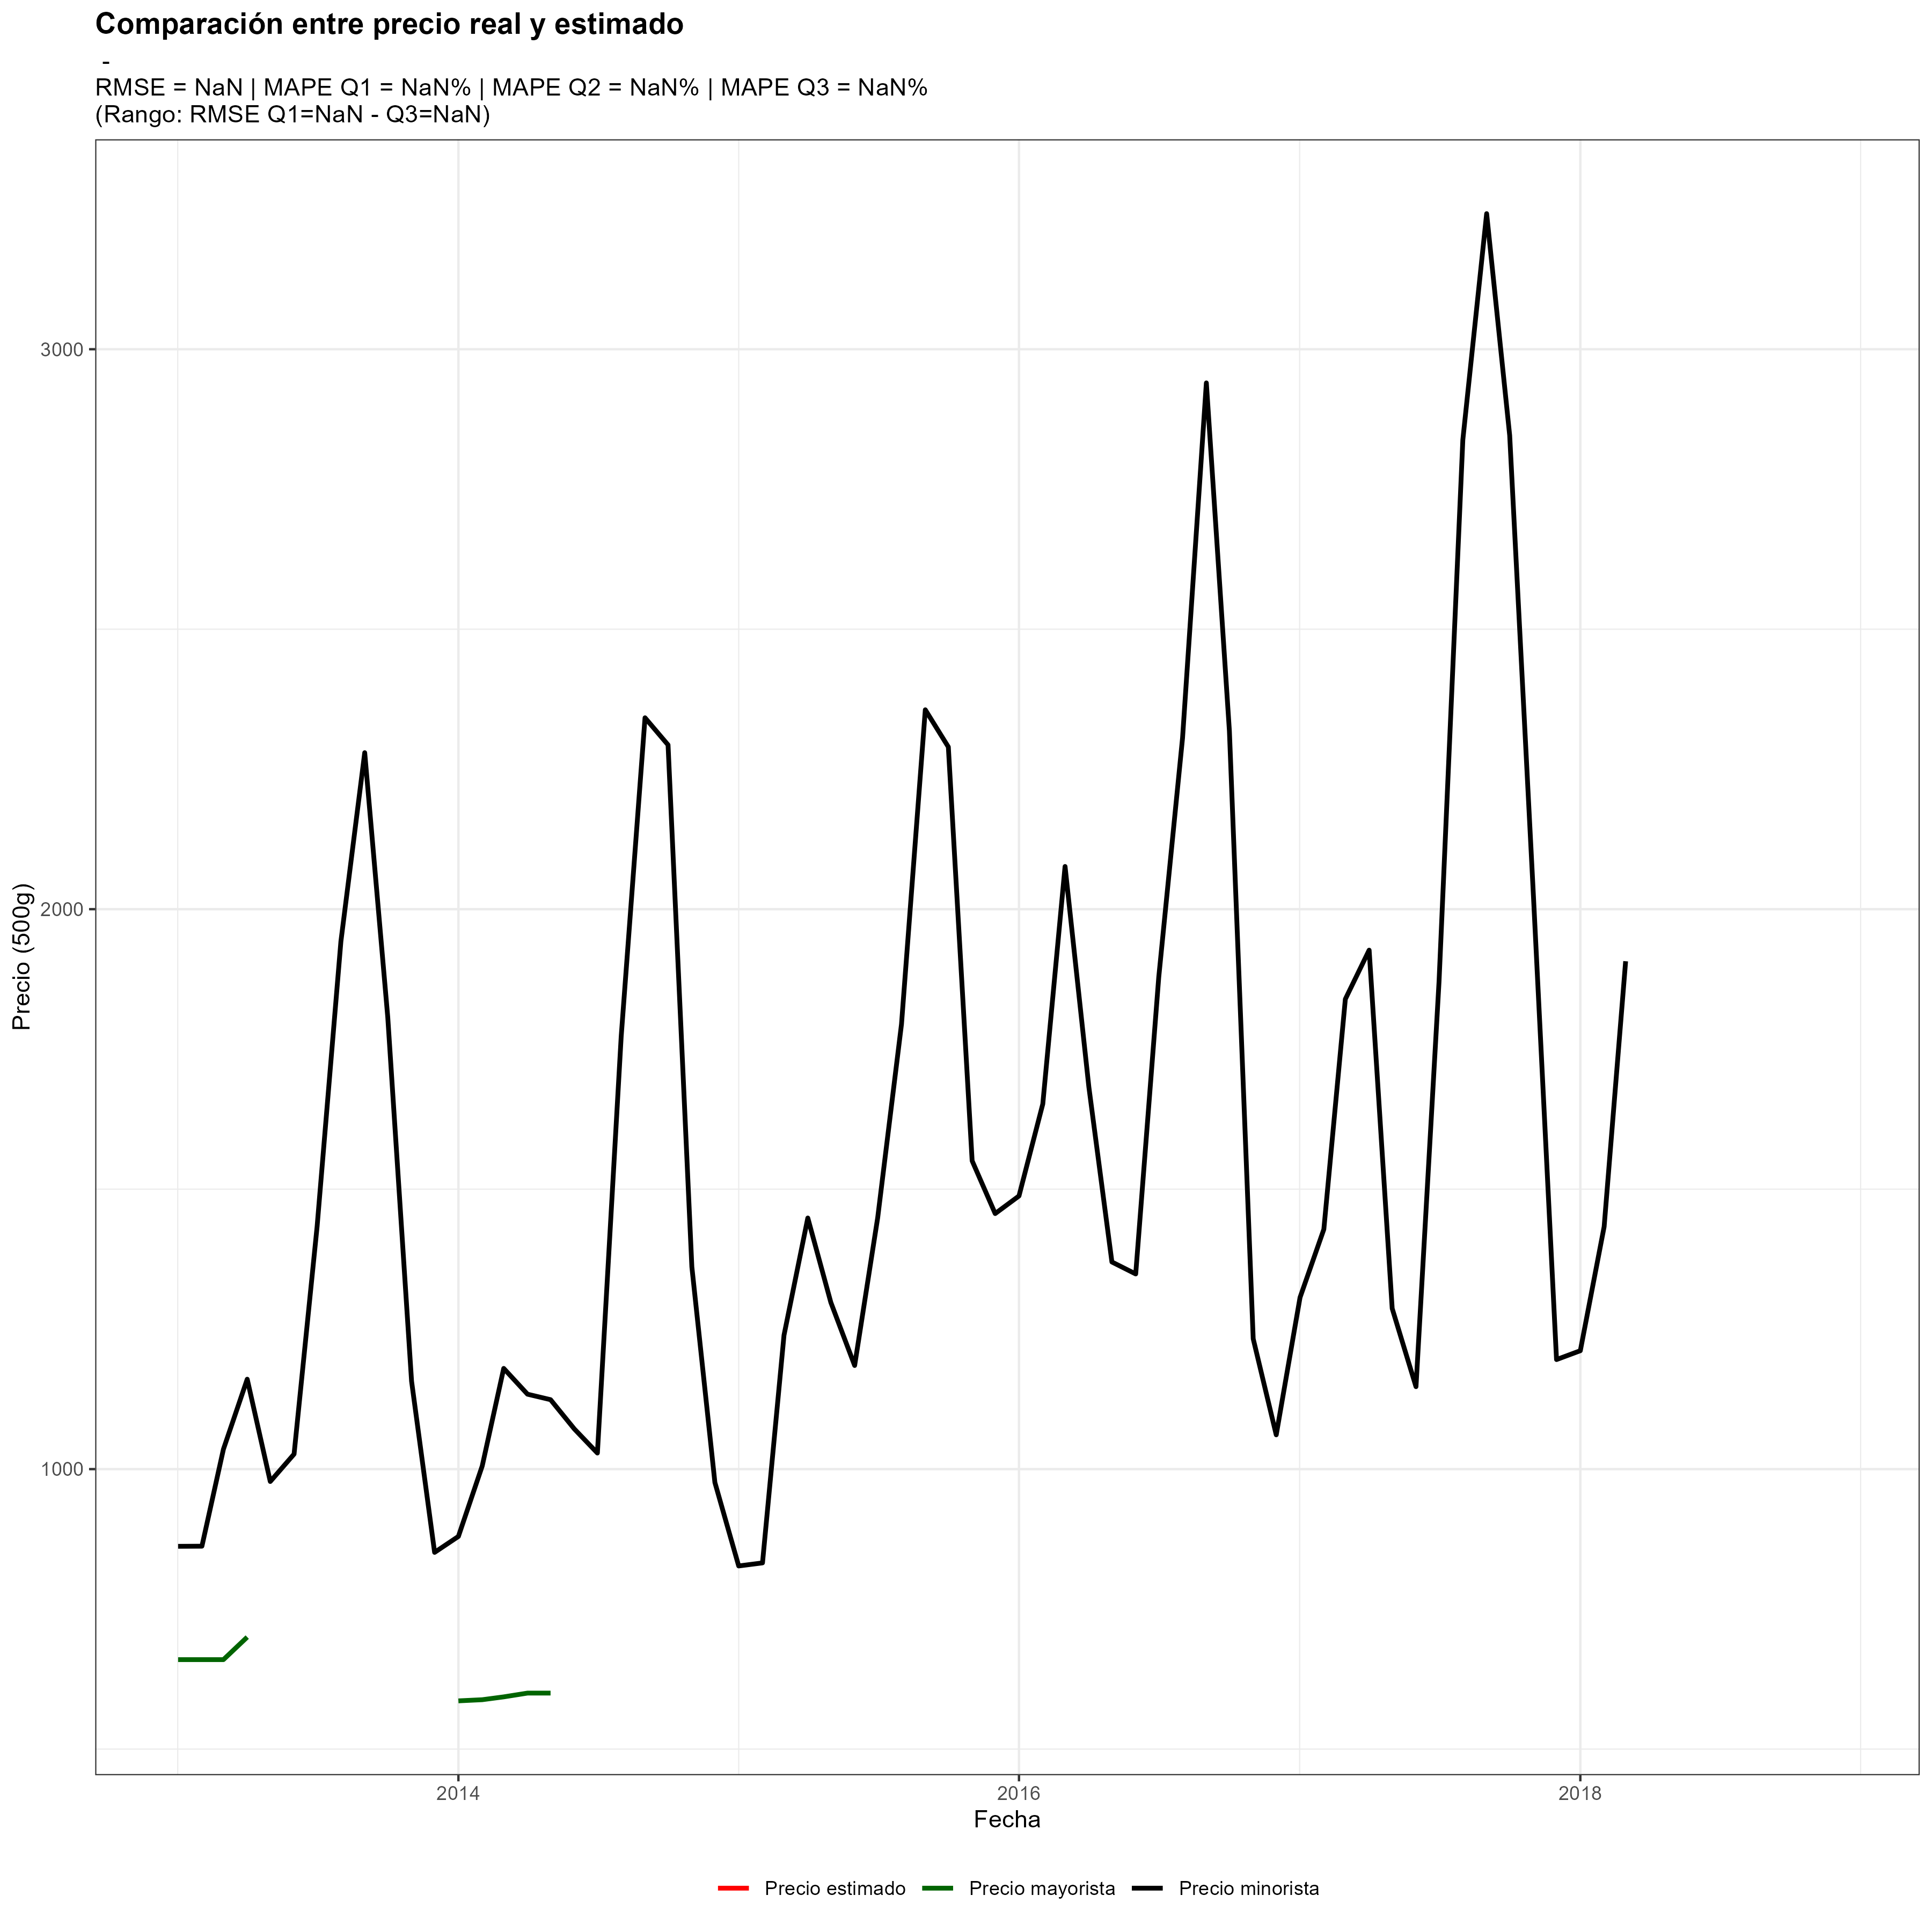 Comparación entre precio real y estimado
-
RMSE = NaN | MAPE Q1 = NaN% | MAPE Q2 = NaN% | MAPE Q3 = NaN%
(Rango: RMSE Q1=NaN - Q3=NaN)
3000
2000
1000
Precio (500g)
2014
2016
2018
Fecha
Precio estimado
Precio mayorista
Precio minorista